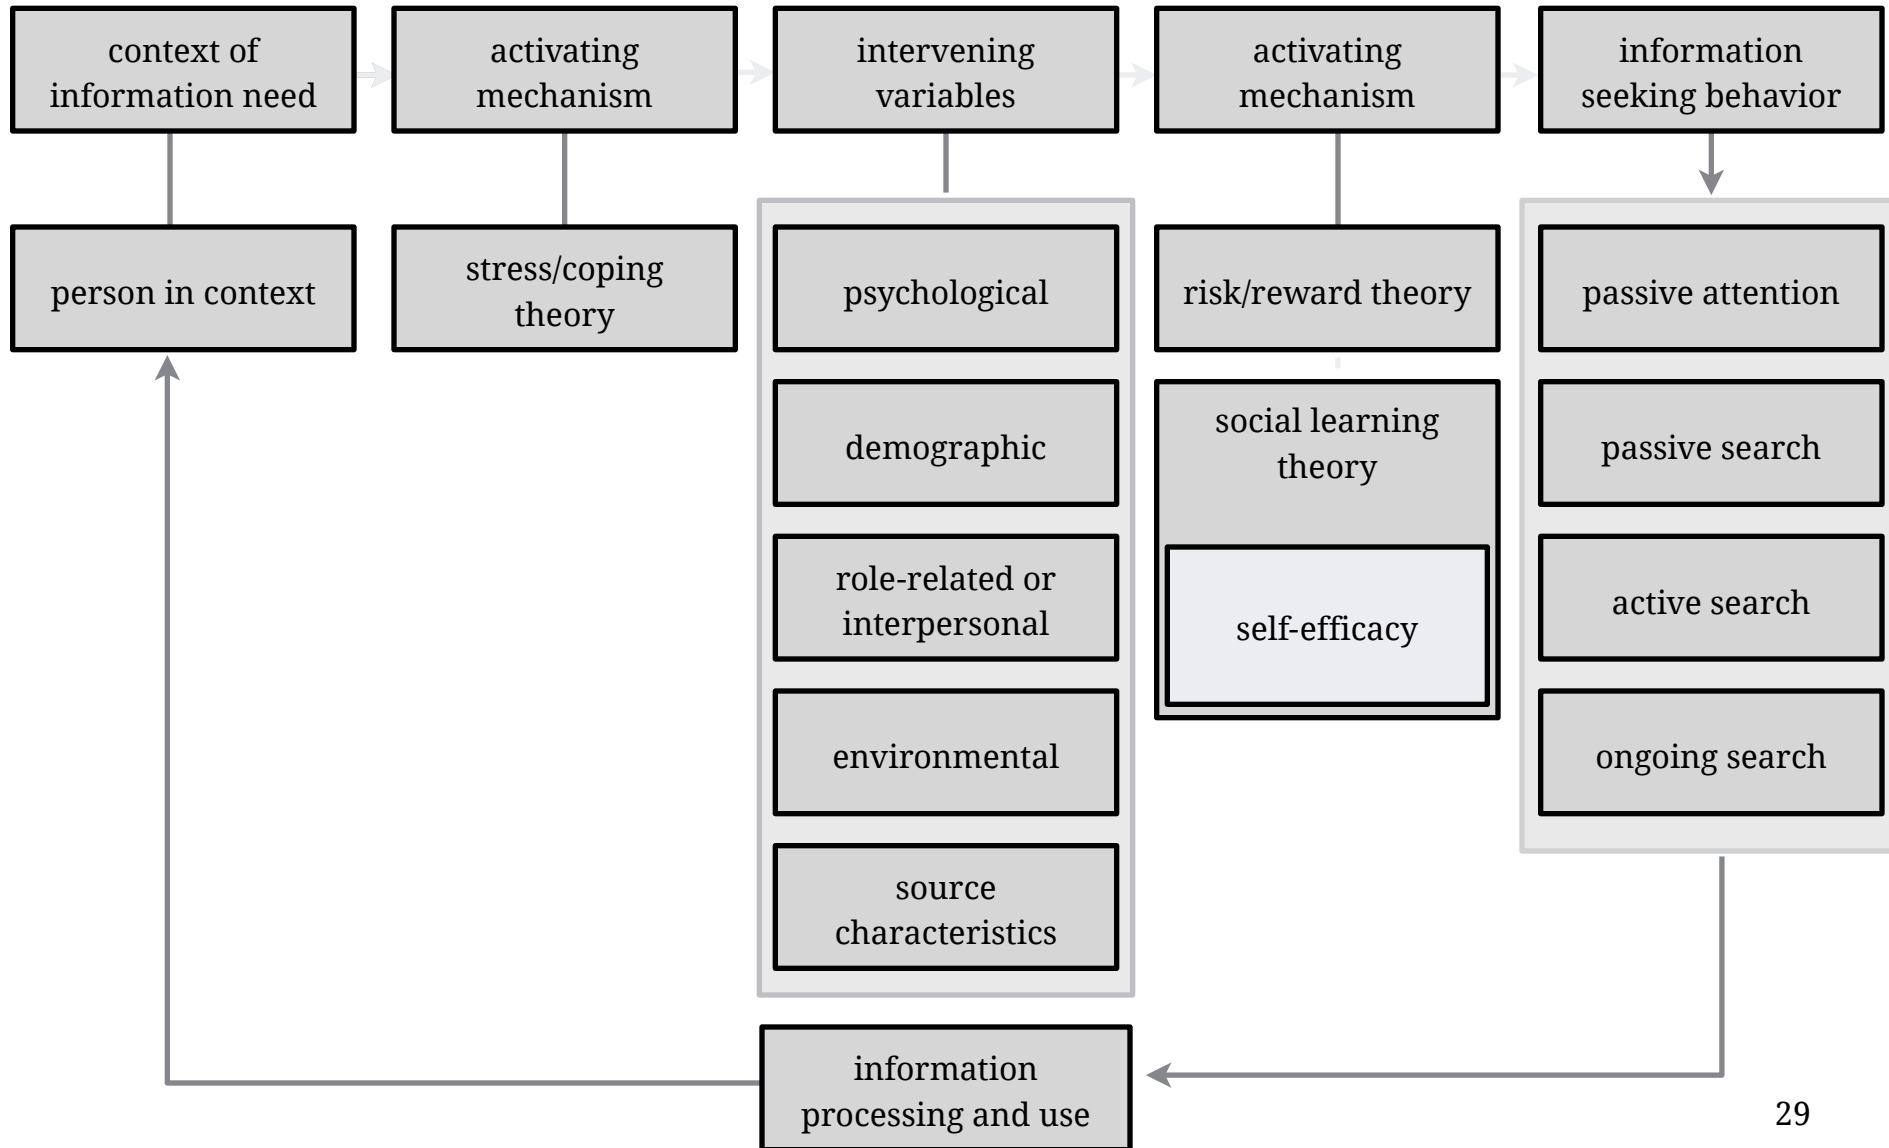 context of
information need
activating
mechanism
intervening
variables
activating
mechanism
information
seeking behavior
person in context
stress/coping
theory
psychological
demographic
role-related or
interpersonal
environmental
source
characteristics
risk/reward theory
social learning
theory
self-efficacy
passive attention
passive search
active search
ongoing search
information
processing and use
29